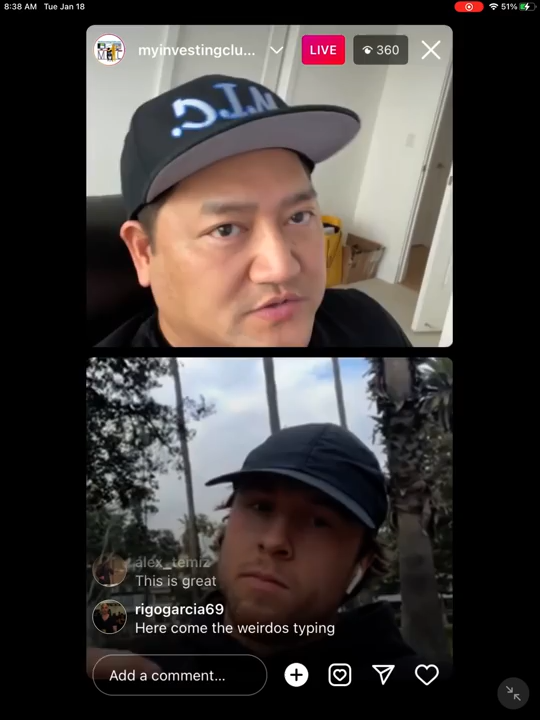 8:38 AM Tue Jan 18
51%
myinvestingclu...
LIVE
360
M.I.C.
alex_temiz
This is great
rigogarcia69
Here come the weirdos typing
Add a comment...